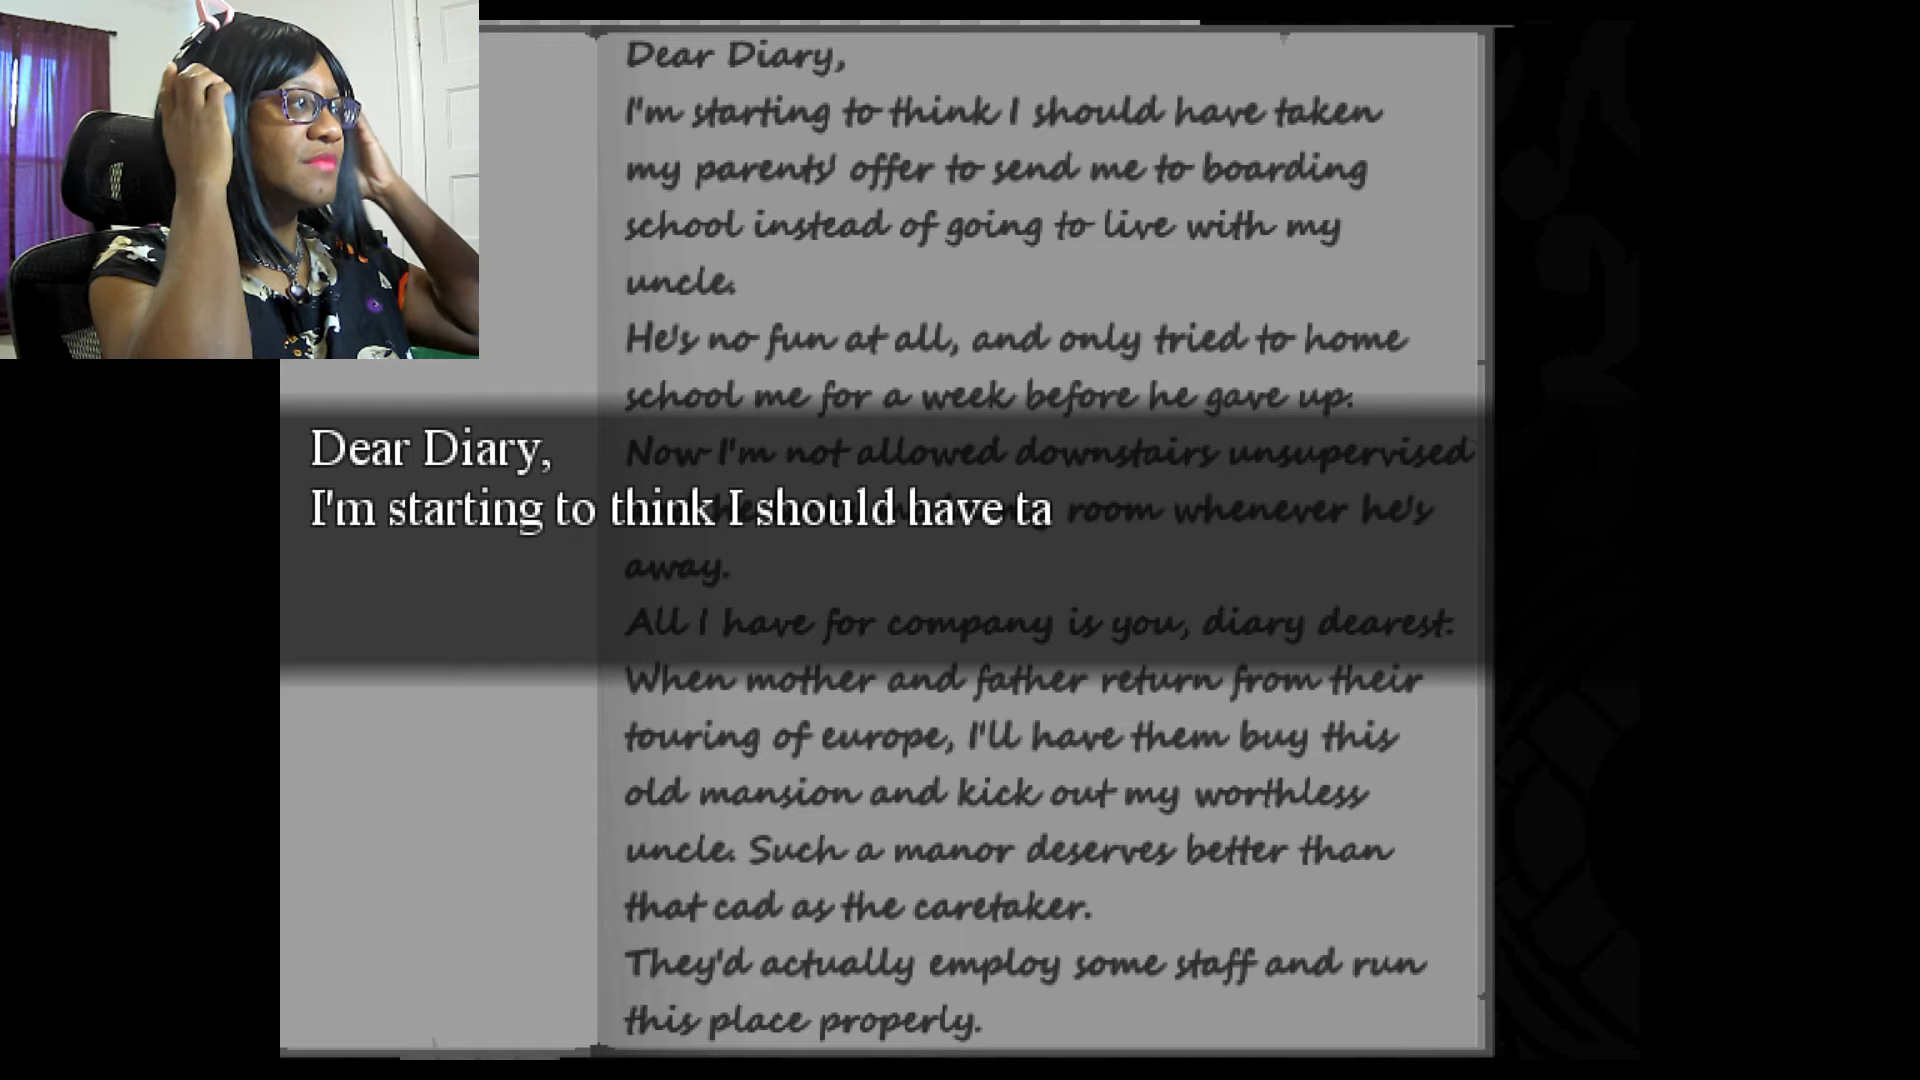 Dear Diary,
I'm starting to think I should have taken
my parents' offer to send me to boarding
school instead of going to live with my
uncle.
He's no fun at all, and only tried to home
school me for a week before he gave up.
Now I'm not allowed downstairs unsupervised
room whenever he's
away.
All I have for company is you, diary dearest.
When mother and father return from their
touring of europe, I'll have them buy this
old mansion and kick out my worthless
uncle. Such a manor deserves better than
that cad as the caretaker.
They'd actually employ some staff and run
this place properly.
Dear Diary,
I'm starting to think I should have ta